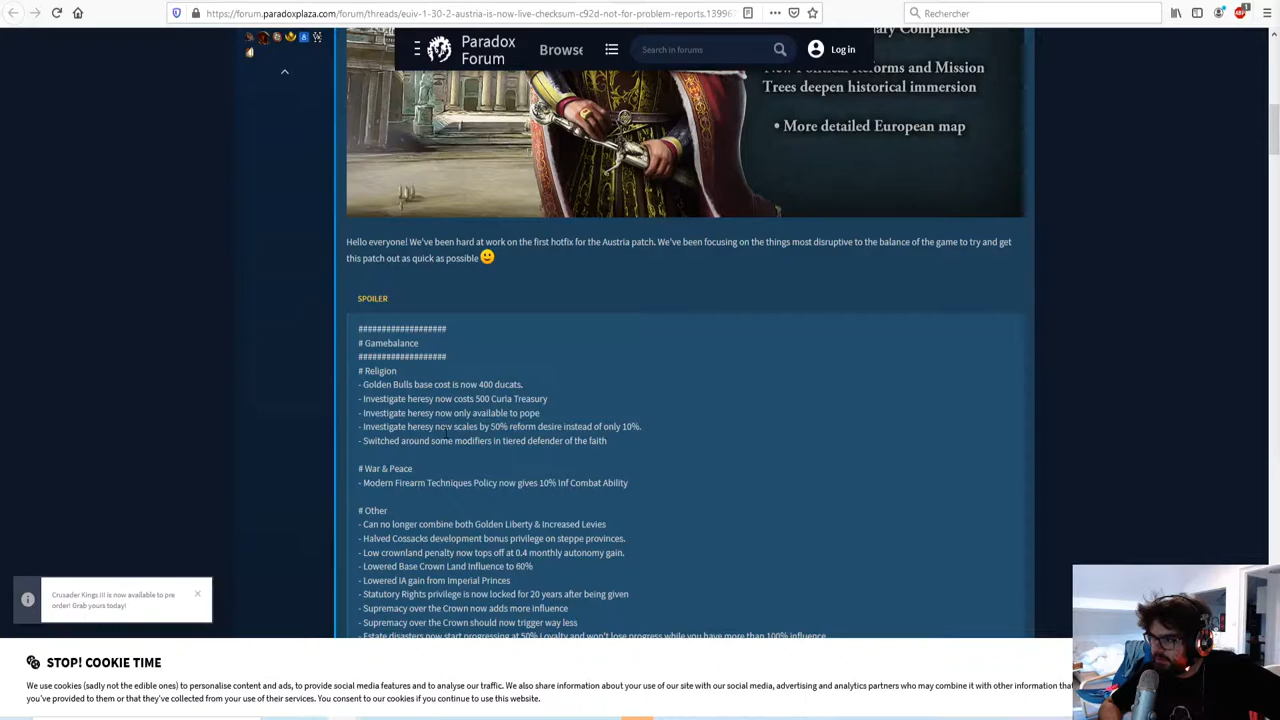 https://forum.paradoxplaza.com/forum/threads/euiv-1-30-2-austria-is-now-live-checksum-c92d-not-for-problem-reports.13996
Rechercher
1
ary Companies
Paradox Forum
Browse
Search in forums
Log in
New Political Reforms and Mission
Trees deepen historical immersion
• More detailed European map
Hello everyone! We've been hard at work on the first hotfix for the Austria patch. We've been focusing on the things most disruptive to the balance of the game to try and get
this patch out as quick as possible
SPOILER
###################
# Gamebalance
###################
# Religion
- Golden Bulls base cost is now 400 ducats.
- Investigate heresy now costs 500 Curia Treasury
- Investigate heresy now only available to pope
- Investigate heresy now scales by 50% reform desire instead of only 10%.
- Switched around some modifiers in tiered defender of the faith
# War & Peace
- Modern Firearm Techniques Policy now gives 10% Inf Combat Ability
# Other
- Can no longer combine both Golden Liberty & Increased Levies
- Halved Cossacks development bonus privilege on steppe provinces.
- Low crownland penalty now tops off at 0.4 monthly autonomy gain.
- Lowered Base Crown Land Influence to 60%
- Lowered IA gain from Imperial Princes
- Statutory Rights privilege is now locked for 20 years after being given
- Supremacy over the Crown now adds more influence
- Supremacy over the Crown should now trigger way less
- Estate disasters now start progressing at 50% Loyalty and won't lose progress while you have more than 100% influence
Crusader Kings III is now available to pre
order! Grab yours today!
STOP! COOKIE TIME
We use cookies (sadly not the edible ones) to personalise content and ads, to provide social media features and to analyse our traffic. We also share information about your use of our site with our social media, advertising and analytics partners who may combine it with other information that
you've provided to them or that they've collected from your use of their services. You consent to our cookies if you continue to use this website.